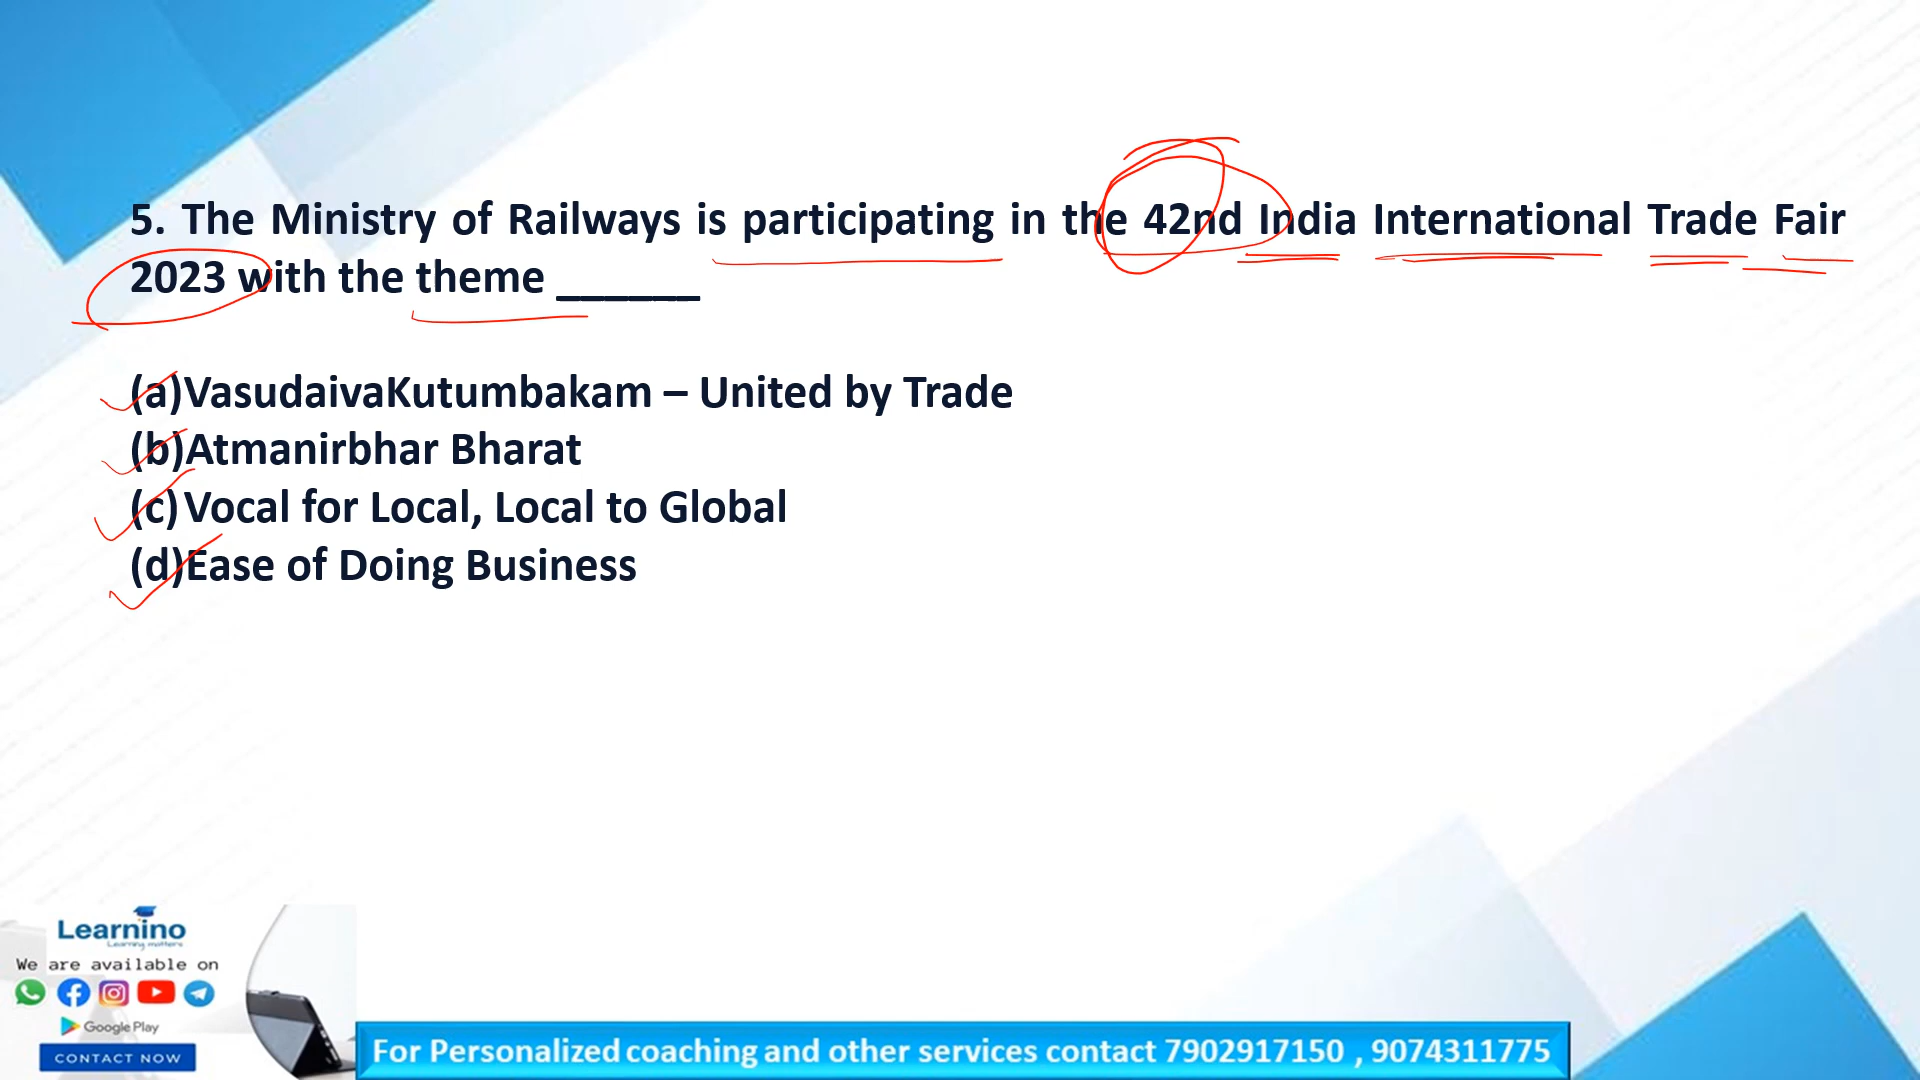 5. The Ministry of Railways is participating in the 42nd India International Trade Fair
2023 with the theme ______
(a)VasudaivaKutumbakam – United by Trade
(b)Atmanirbhar Bharat
(c)Vocal for Local, Local to Global
(d)Ease of Doing Business
Learnino
Learning matters
We are available on
Google Play
CONTACT NOW
For Personalized coaching and other services contact 7902917150 , 9074311775